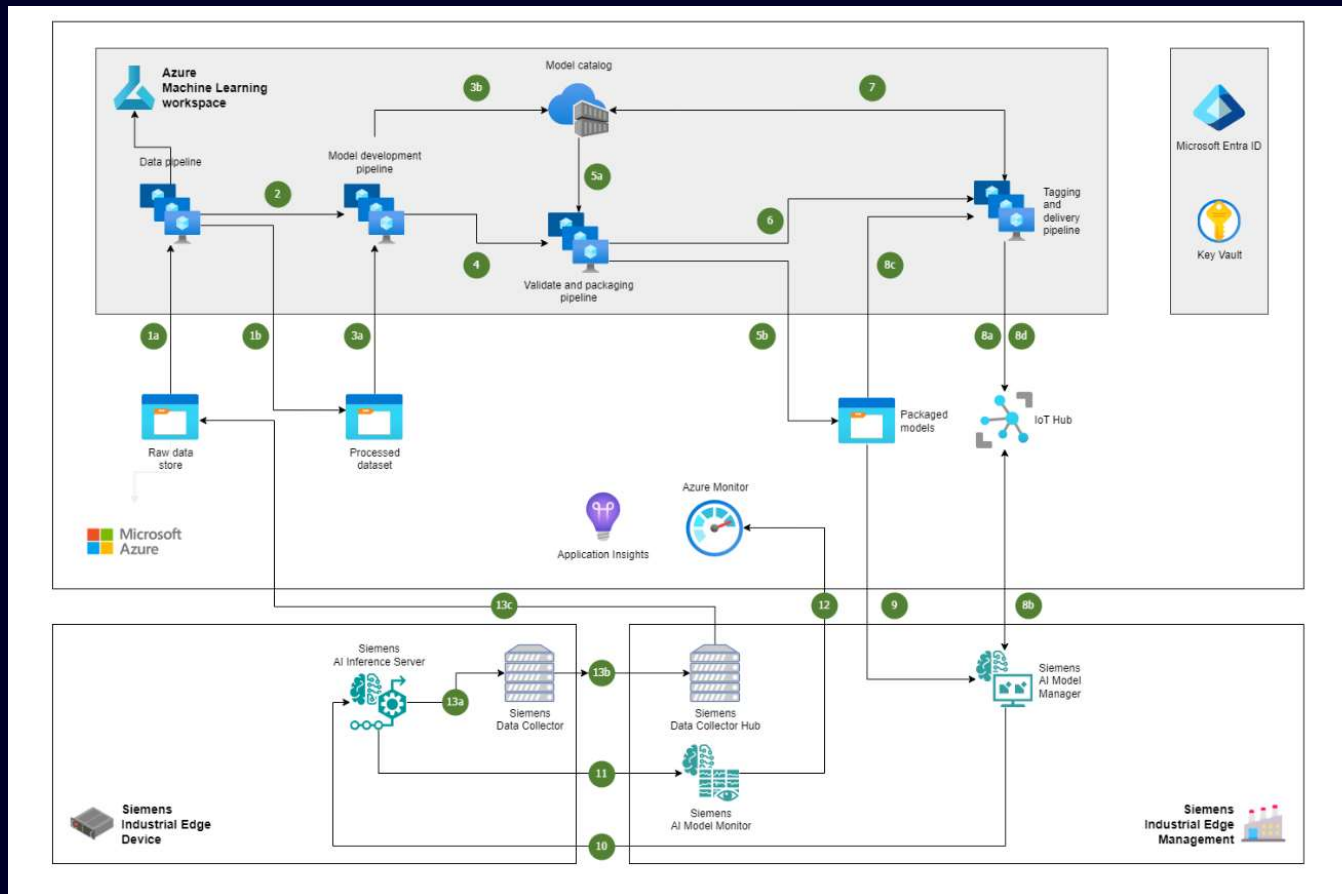 Azure
Machine Learning
workspace
Model catalog
3b
7
Microsoft Entra ID
Data pipeline
Model development
pipeline
2
5a
6
Tagging
and
delivery
pipeline
4
8c
Key Vault
Validate and packaging
pipeline
1a
1b
3a
5b
8a
8d
Raw data
store
Processed
dataset
Packaged
models
IoT Hub
Microsoft
Azure
Application Insights
Azure Monitor
13c
12
9
8b
Siemens
AI Inference Server
13a
Siemens
Data Collector
13b
Siemens
Data Collector Hub
Siemens
AI Model
Manager
11
Siemens
AI Model Monitor
Siemens
Industrial Edge
Device
10
Siemens
Industrial Edge
Management